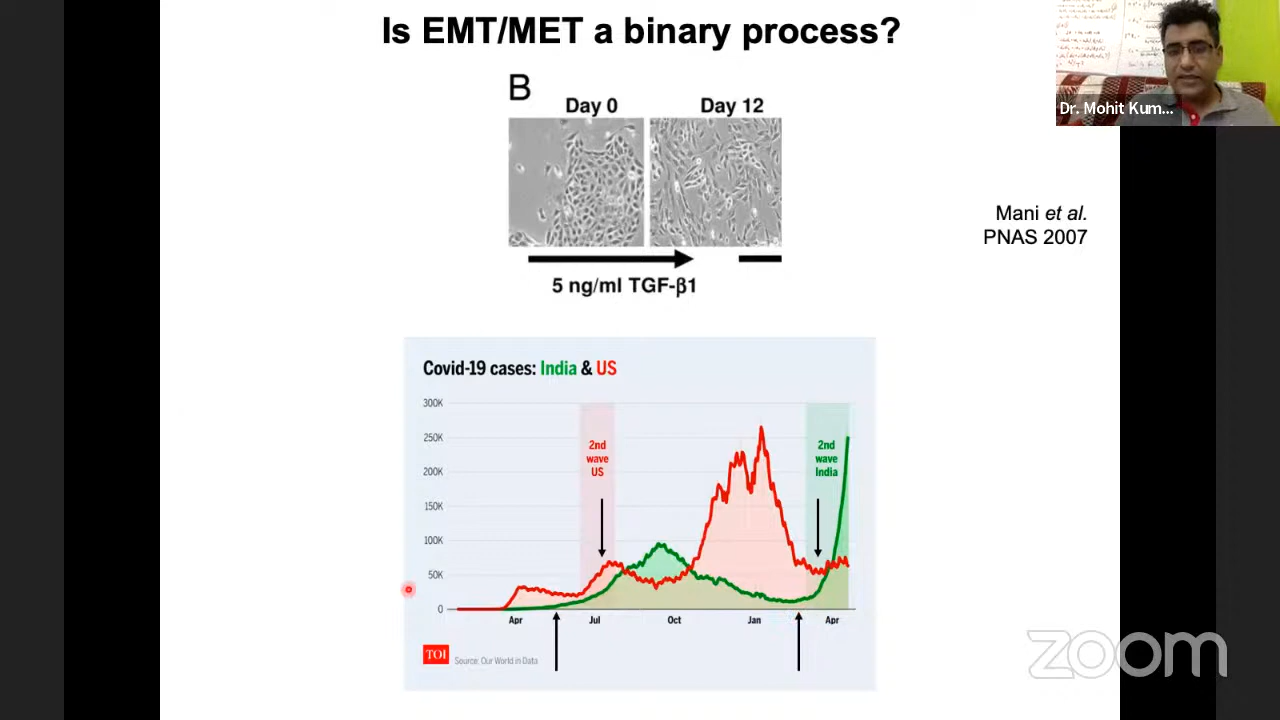 Is EMT/MET a binary process?
Dr. Mohit Kum...
B
Day 0 Day 12
5 ng/ml TGF-β1
Mani et al.
PNAS 2007
Covid-19 cases: India & US
300K
250K
200K
150K
100K
50K
0
2nd
wave
US
2nd
wave
India
Apr Jul Oct Jan Apr
TOI Source: Our World in Data
zoom